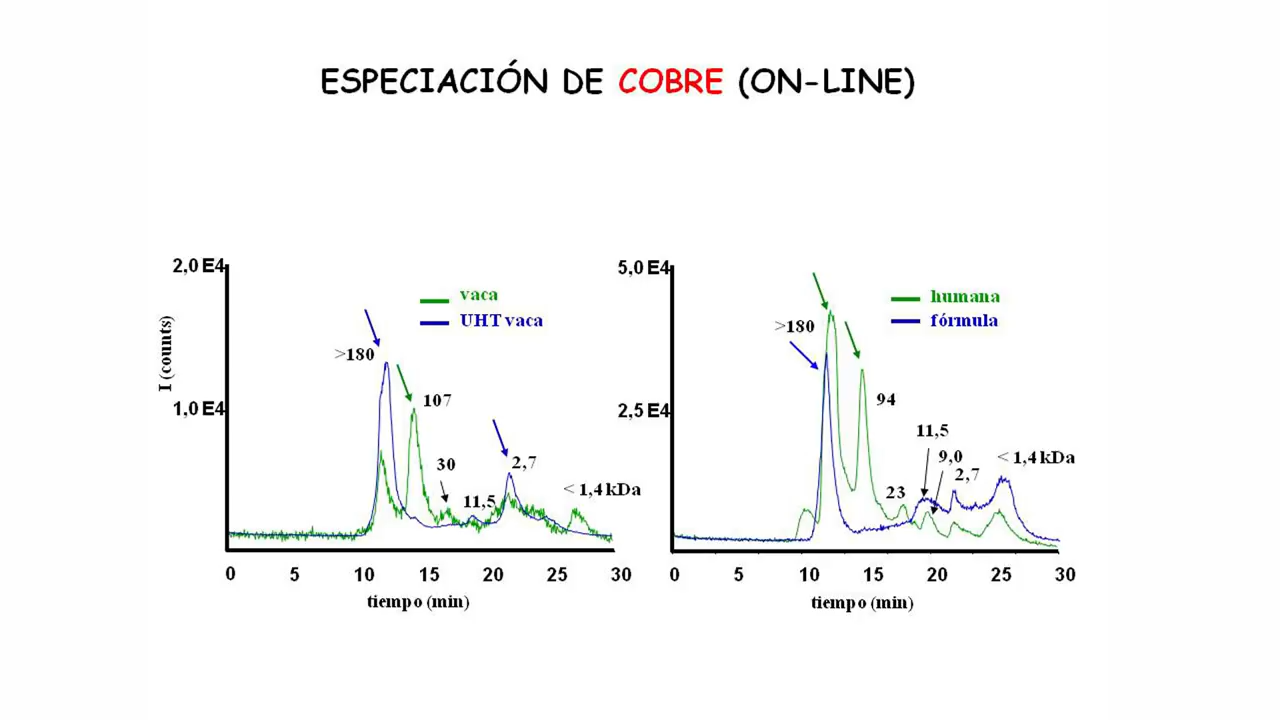 ESPECIACIÓN DE COBRE (ON-LINE)
2,0 E4
1,0 E4
I (counts)
vaca
UHT vaca
>180
107
30
11,5
2,7
< 1,4 kDa
0 5 10 15 20 25 30
tiempo (min)
5,0 E4
2,5 E4
humana
fórmula
>180
94
23
11,5
9,0
2,7
< 1,4 kDa
0 5 10 15 20 25 30
tiempo (min)